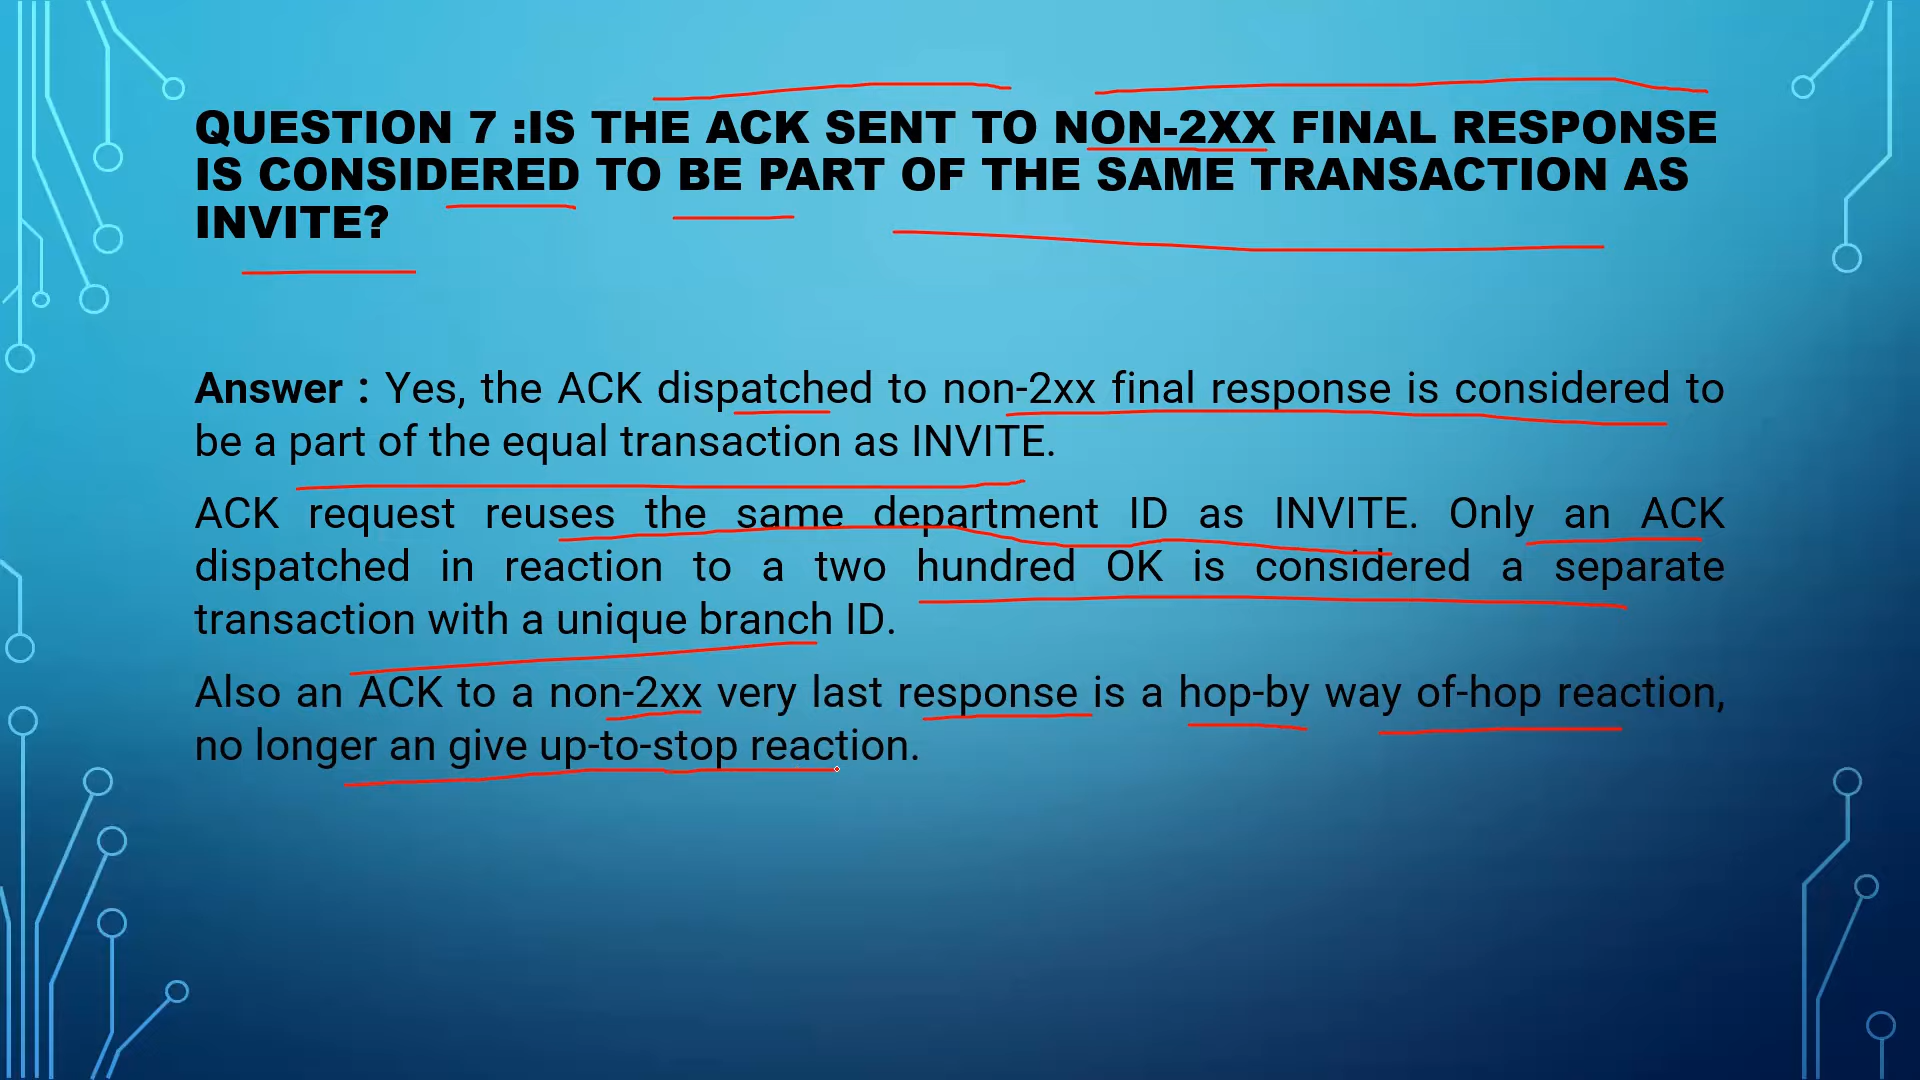 QUESTION 7 :IS THE ACK SENT TO NON-2XX FINAL RESPONSE
IS CONSIDERED TO BE PART OF THE SAME TRANSACTION AS
INVITE?
Answer : Yes, the ACK dispatched to non-2xx final response is considered to
be a part of the equal transaction as INVITE.
ACK request reuses the same department ID as INVITE. Only an ACK
dispatched in reaction to a two hundred OK is considered a separate
transaction with a unique branch ID.
Also an ACK to a non-2xx very last response is a hop-by way of-hop reaction,
no longer an give up-to-stop reaction.